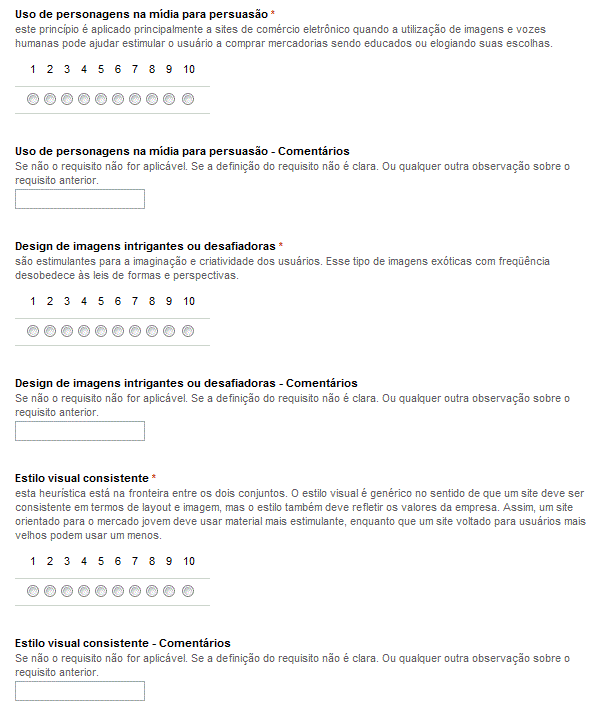 Uso de personagens na mídia para persuasão *
este princípio é aplicado principalmente a sites de comércio eletrônico quando a utilização de imagens e vozes
humanas pode ajudar estimular o usuário a comprar mercadorias sendo educados ou elogiando suas escolhas.
1 2 3 4 5 6 7 8 9 10
Uso de personagens na mídia para persuasão - Comentários
Se não o requisito não for aplicável. Se a definição do requisito não é clara. Ou qualquer outra observação sobre o
requisito anterior.
Design de imagens intrigantes ou desafiadoras *
são estimulantes para a imaginação e criatividade dos usuários. Esse tipo de imagens exóticas com freqüência
desobedece às leis de formas e perspectivas.
1 2 3 4 5 6 7 8 9 10
Design de imagens intrigantes ou desafiadoras - Comentários
Se não o requisito não for aplicável. Se a definição do requisito não é clara. Ou qualquer outra observação sobre o
requisito anterior.
Estilo visual consistente *
esta heurística está na fronteira entre os dois conjuntos. O estilo visual é genérico no sentido de que um site deve ser
consistente em termos de layout e imagem, mas o estilo também deve refletir os valores da empresa. Assim, um site
orientado para o mercado jovem deve usar material mais estimulante, enquanto que um site voltado para usuários mais
velhos podem usar um menos.
1 2 3 4 5 6 7 8 9 10
Estilo visual consistente - Comentários
Se não o requisito não for aplicável. Se a definição do requisito não é clara. Ou qualquer outra observação sobre o
requisito anterior.